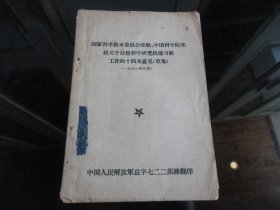 国家科学技术委员会党组、中国科学院党
组关于自然科学研究机构当前
工作的十四条意见(草案)
(一九六一年六月)
中国人民解放军总字七二二部队翻印